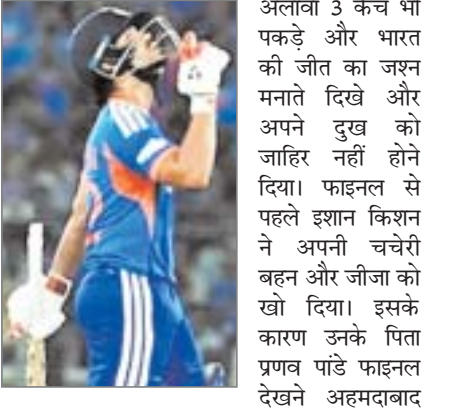 अलावा 3 कैच भी
पकड़े और भारत
की जीत का जश्न
मनाते दिखे और
अपने दुख को
जाहिर नहीं होने
दिया। फाइनल से
पहले इशान किशन
ने अपनी चचेरी
बहन और जीजा को
खो दिया। इसके
कारण उनके पिता
प्रणव पांडे फाइनल
देखने अहमदाबाद